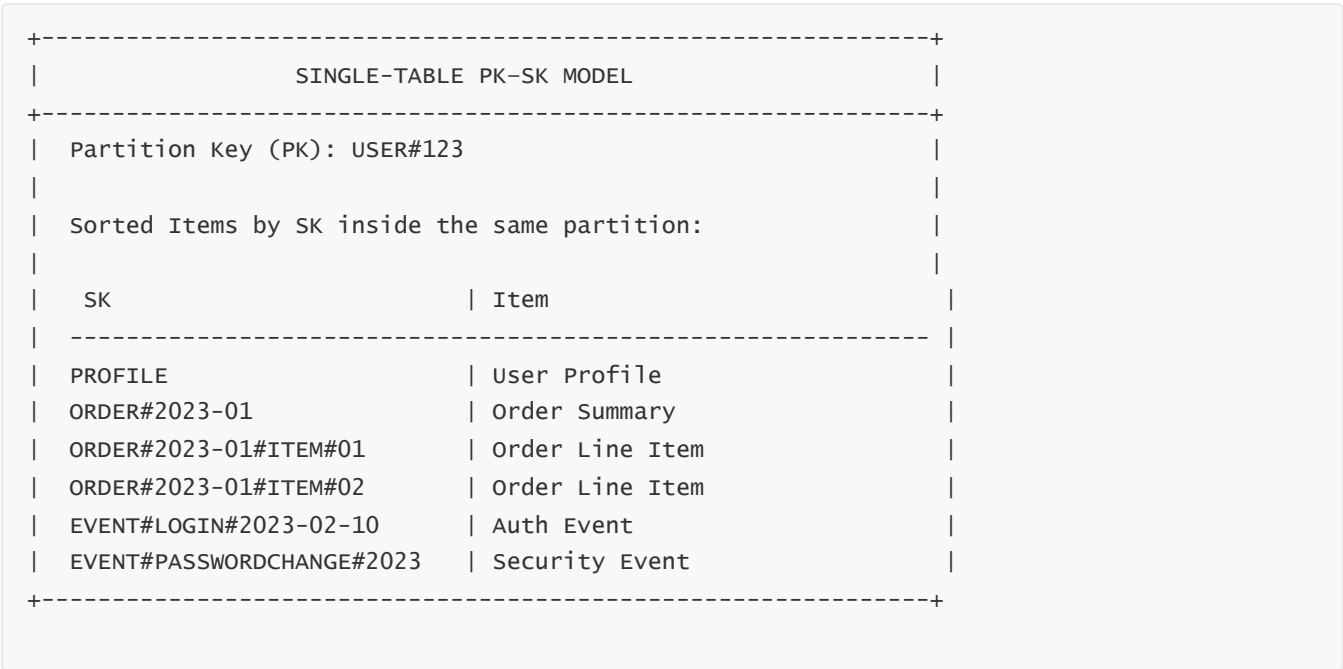 +---------------------------------------------------------------+
|                   SINGLE-TABLE PK–SK MODEL                     |
+---------------------------------------------------------------+
|  Partition Key (PK): USER#123                                 |
|                                                               |
|  Sorted Items by SK inside the same partition:                |
|                                                               |
|   SK                         | Item                            |
|  ------------------------------------------------------------- |
|  PROFILE                     | User Profile                    |
|  ORDER#2023-01               | Order Summary                   |
|  ORDER#2023-01#ITEM#01       | Order Line Item                 |
|  ORDER#2023-01#ITEM#02       | Order Line Item                 |
|  EVENT#LOGIN#2023-02-10      | Auth Event                      |
|  EVENT#PASSWORDCHANGE#2023   | Security Event                  |
+---------------------------------------------------------------+